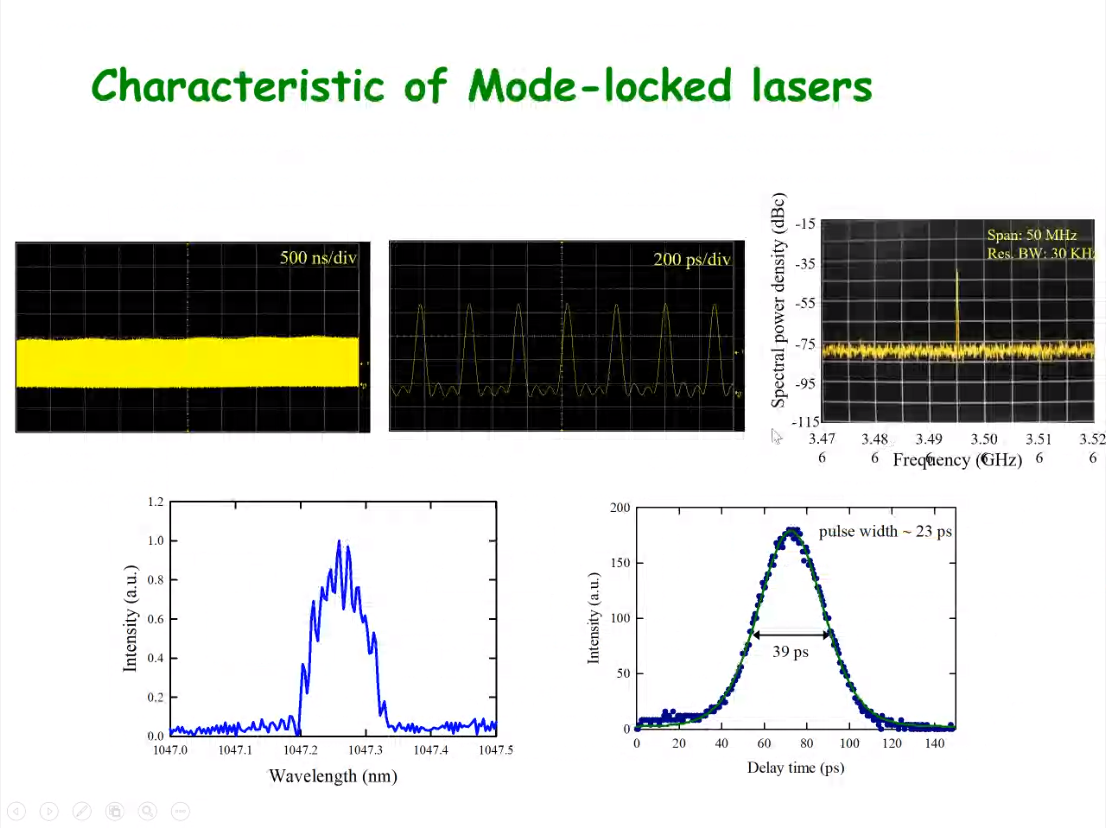 Characteristic of Mode-locked lasers
500 ns/div
200 ps/div
Spectral power density (dBc)
-15
-35
-55
-75
-95
-115
Span: 50 MHz
Res. BW: 30 KHz
3.47 3.48 3.49 3.50 3.51 3.52
6 6 6 6 6 6
Frequency (GHz)
Intensity (a.u.)
1.2
1.0
0.8
0.6
0.4
0.2
0.0
1047.0 1047.1 1047.2 1047.3 1047.4 1047.5
Wavelength (nm)
Intensity (a.u.)
200
150
100
50
0
pulse width ~ 23 ps
39 ps
0 20 40 60 80 100 120 140
Delay time (ps)